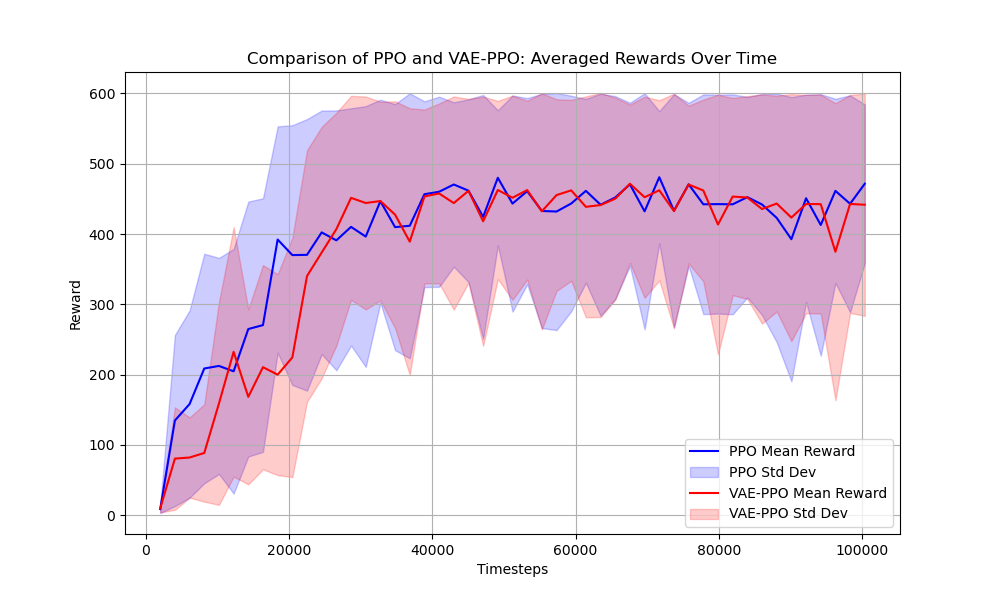 Comparison of PPO and VAE-PPO: Averaged Rewards Over Time
Reward
600
500
400
300
200
100
0
0 20000 40000 60000 80000 100000
Timesteps
PPO Mean Reward
PPO Std Dev
VAE-PPO Mean Reward
VAE-PPO Std Dev